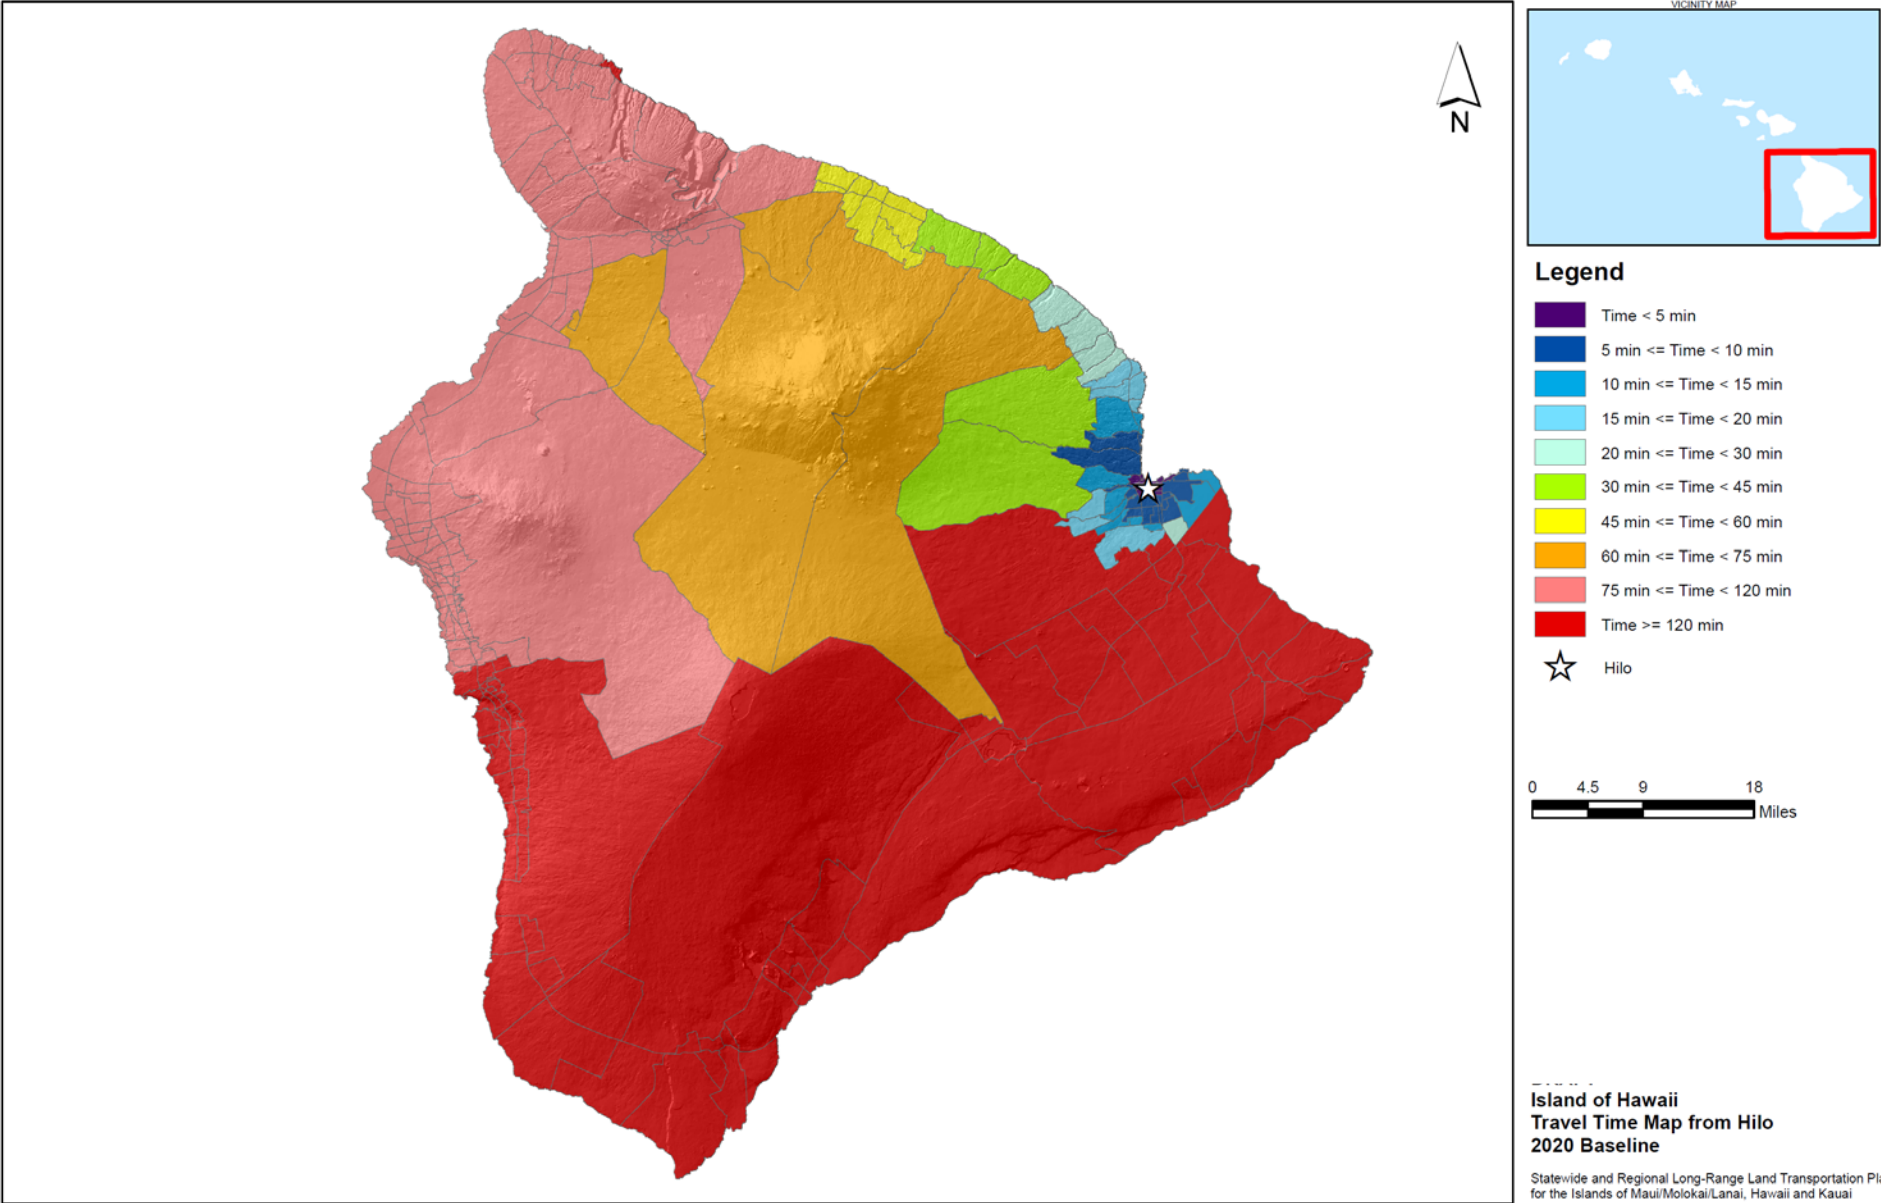 VICINITY MAP
N
Legend
Time < 5 min
5 min <= Time < 10 min
10 min <= Time < 15 min
15 min <= Time < 20 min
20 min <= Time < 30 min
30 min <= Time < 45 min
45 min <= Time < 60 min
60 min <= Time < 75 min
75 min <= Time < 120 min
Time >= 120 min
Hilo
0 4.5 9 18
Miles
Island of Hawaii
Travel Time Map from Hilo
2020 Baseline
Statewide and Regional Long-Range Land Transportation Pl
for the Islands of Maui/Molokai/Lanai, Hawaii and Kauai